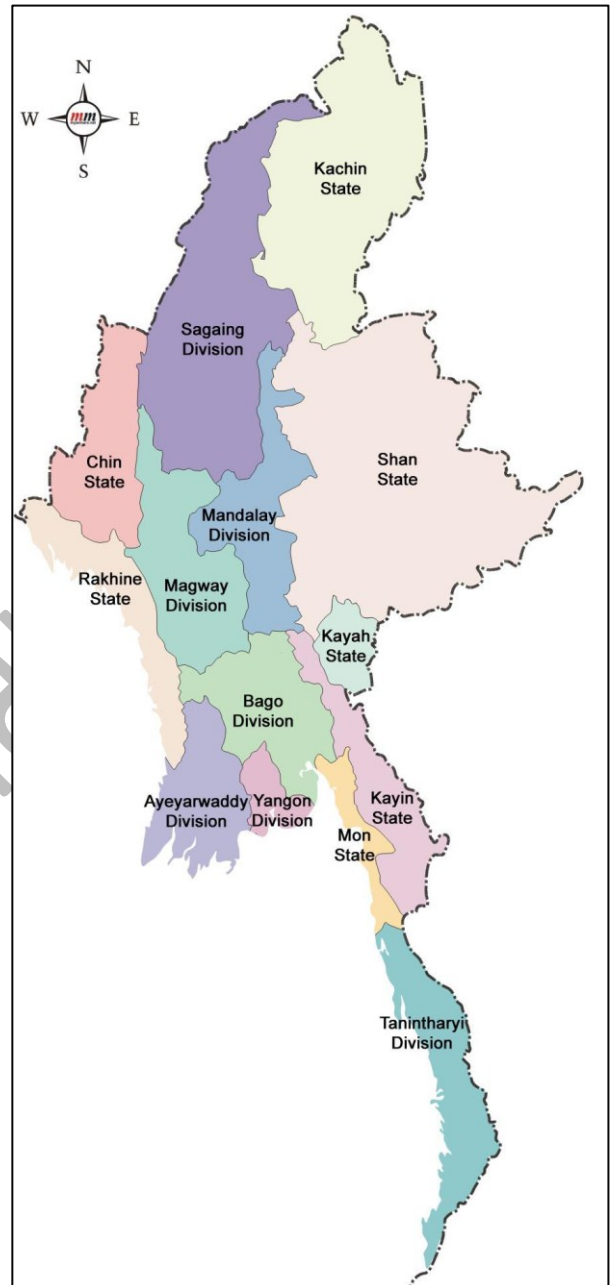 N
W
mm
E
S
Kachin
State
Sagaing
Division
Chin
State
Shan
State
Mandalay
Division
Rakhine
State
Magway
Division
Kayah
State
Bago
Division
Ayeyarwaddy
Division
Yangon
Division
Kayin
State
Mon
State
Tanintharyi
Division